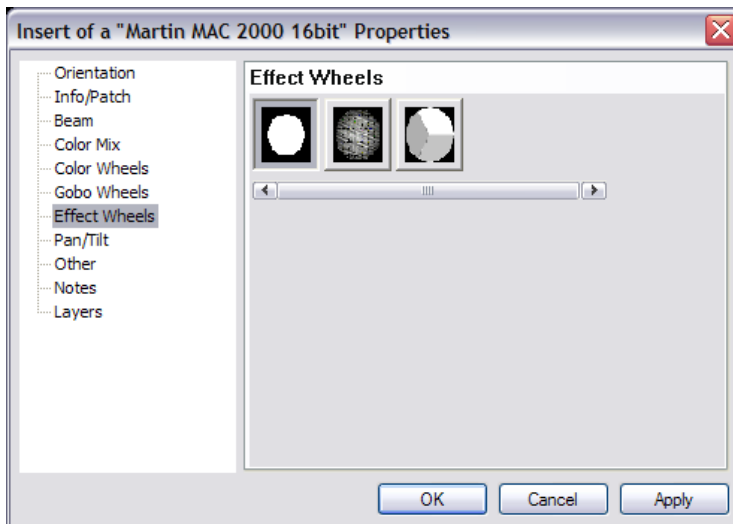 Insert of a "Martin MAC 2000 16bit" Properties
Orientation
Info/Patch
Beam
Color Mix
Color Wheels
Gobo Wheels
Effect Wheels
Pan/Tilt
Other
Notes
Layers
Effect Wheels
OK
Cancel
Apply